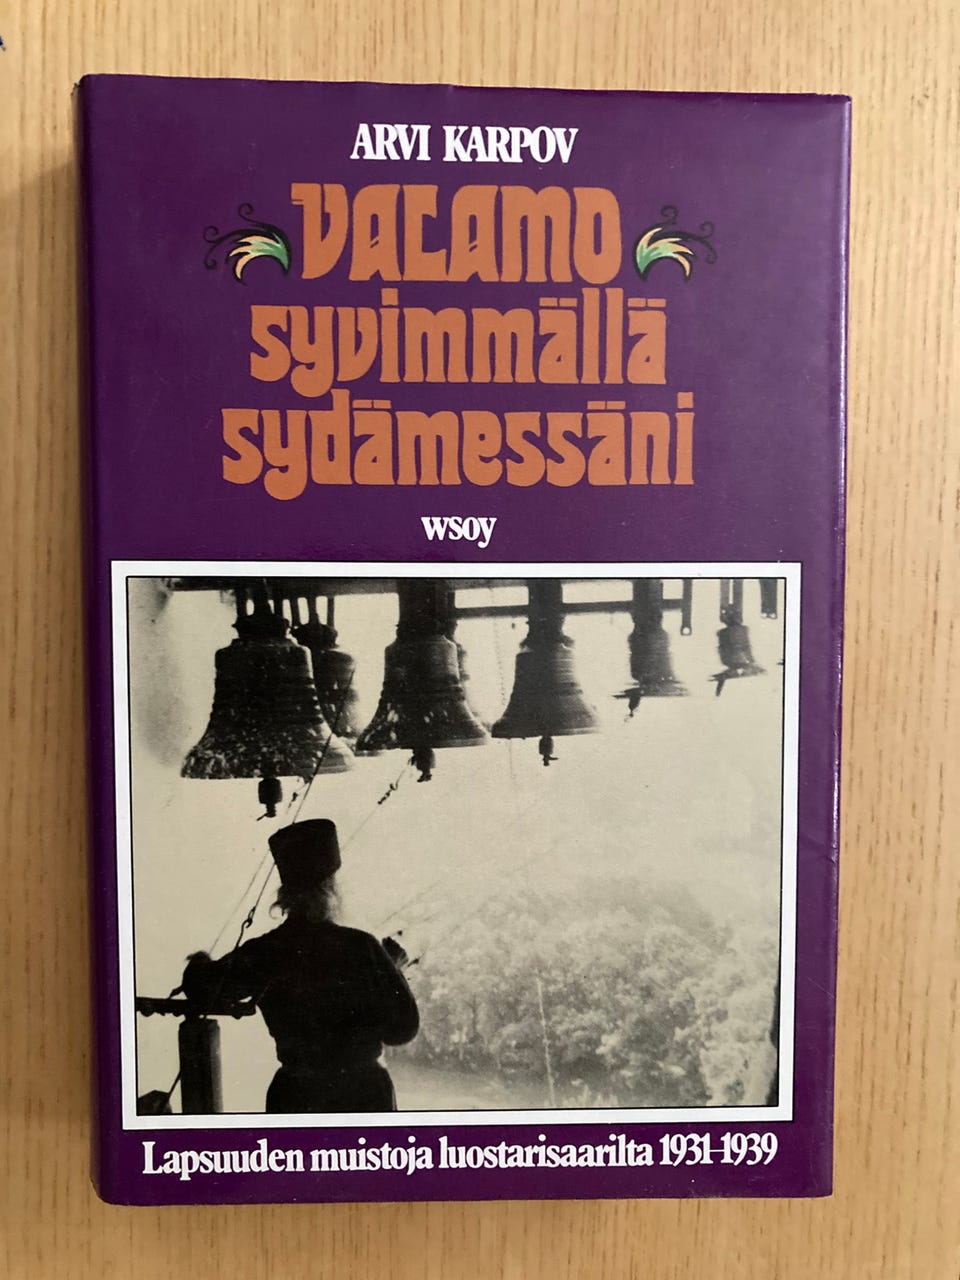 ARVI KARPOV
VALAMO
syvimmällä
sydämessäni
wsoy
Lapsuuden muistoja luostarisaarilta 1931-1939